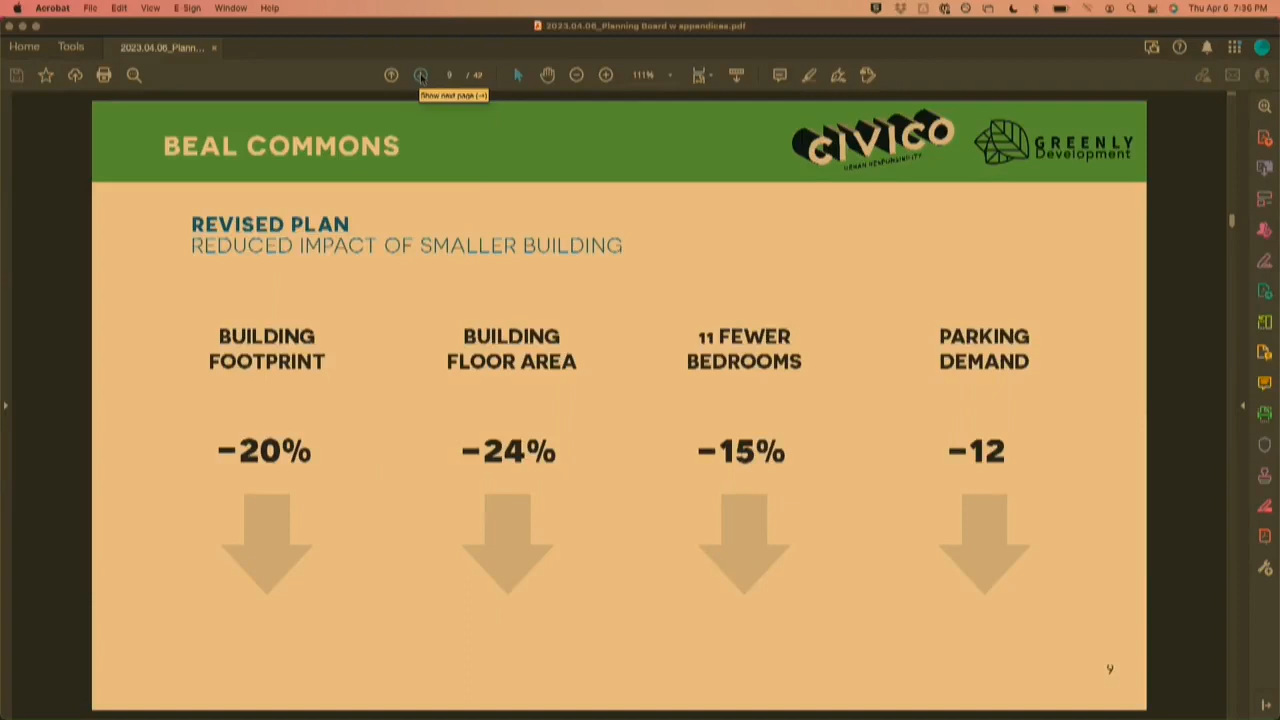 Acrobat File Edit View E Sign Window Help
Thu Apr 6 7:36 PM
2023.04.06_Planning Board w appendices.pdf
Home Tools 2023.04.06_Plann... ×
9 / 42 111%
Show next page (→)
BEAL COMMONS
CIVICO
URBAN RESPONSIBILITY
GREENLY
Development
REVISED PLAN
REDUCED IMPACT OF SMALLER BUILDING
BUILDING
FOOTPRINT
-20%
BUILDING
FLOOR AREA
-24%
11 FEWER
BEDROOMS
-15%
PARKING
DEMAND
-12
9